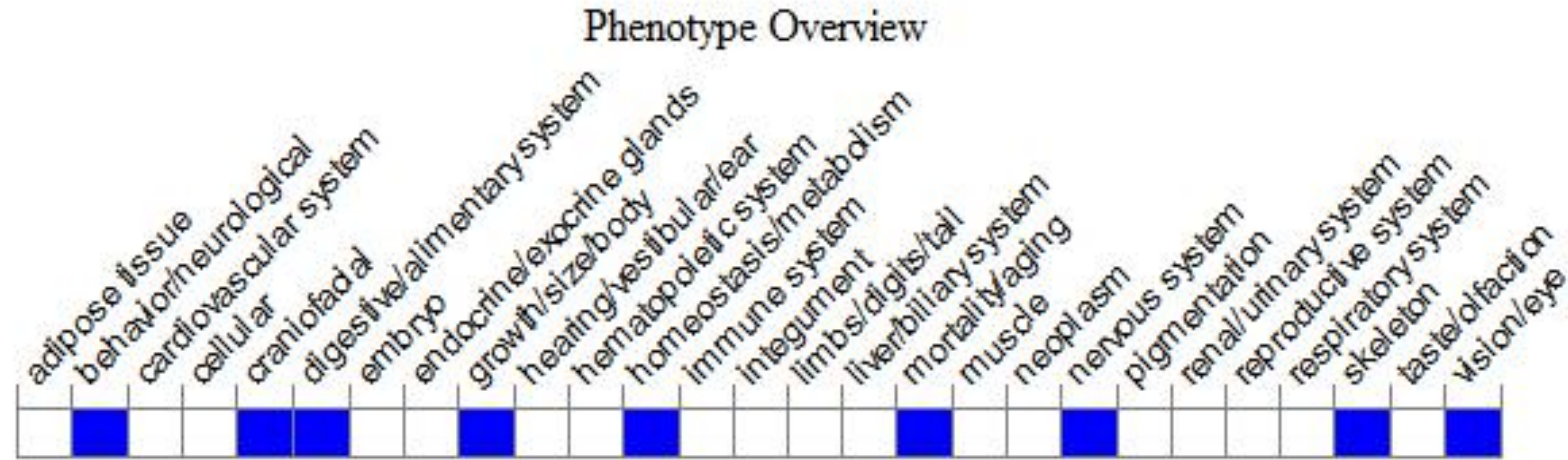 Phenotype Overview
adipose tissue
behavior/neurological
cardiovascular system
cellular
craniofacial
digestive/alimentary system
embryo
endocrine/exocrine glands
growth/size/body
hearing/vestibular/ear
hematopoietic system
homeostasis/metabolism
immune system
integument
limbs/digits/tail
liver/biliary system
mortality/aging
muscle
neoplasm
nervous system
pigmentation
renal/urinary system
reproductive system
respiratory system
skeleton
taste/olfaction
vision/eye